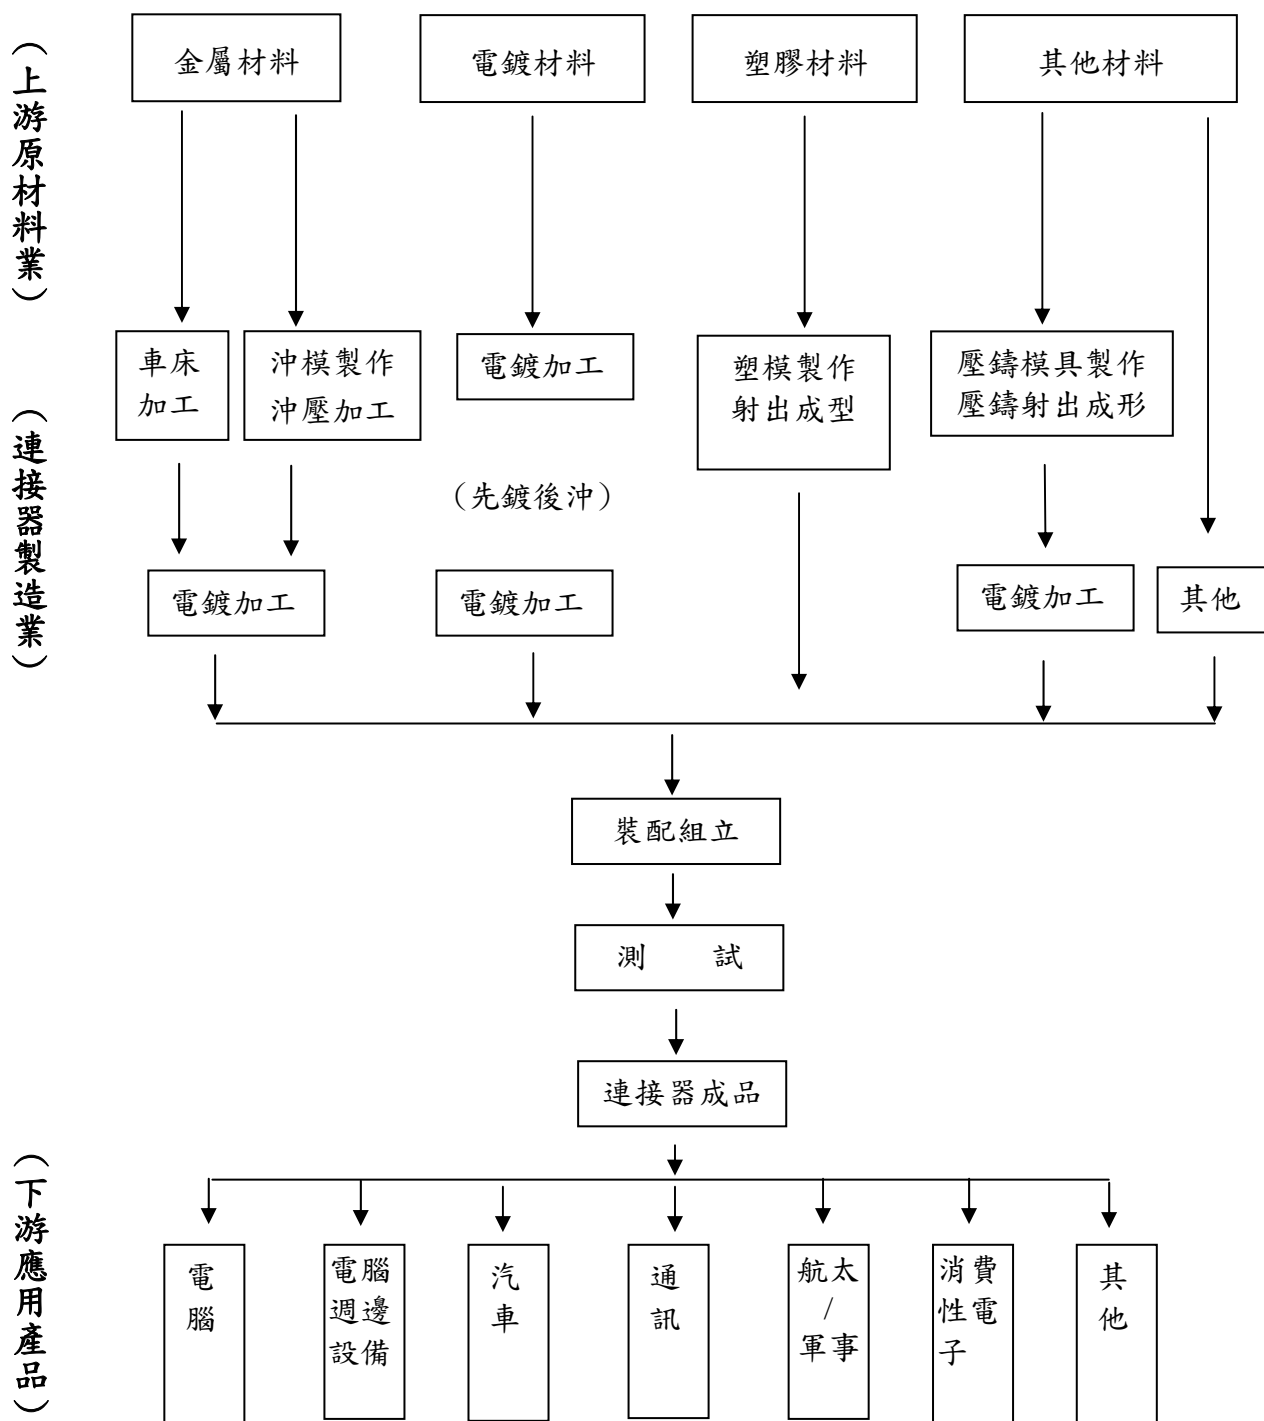 （上游原材料業）
金屬材料
電鍍材料
塑膠材料
其他材料
（連接器製造業）
車床
加工
沖模製作
沖壓加工
電鍍加工
塑模製作
射出成型
壓鑄模具製作
壓鑄射出成形
（先鍍後沖）
電鍍加工
電鍍加工
電鍍加工
其他
裝配組立
測　　試
連接器成品
（下游應用產品）
電
腦
電腦
週邊
設備
汽
車
通
訊
航太
/
軍事
消費
性電
子
其
他